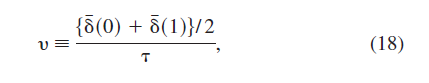 υ ≡ {δ̄(0) + δ̄(1)}/2 / τ, (18)